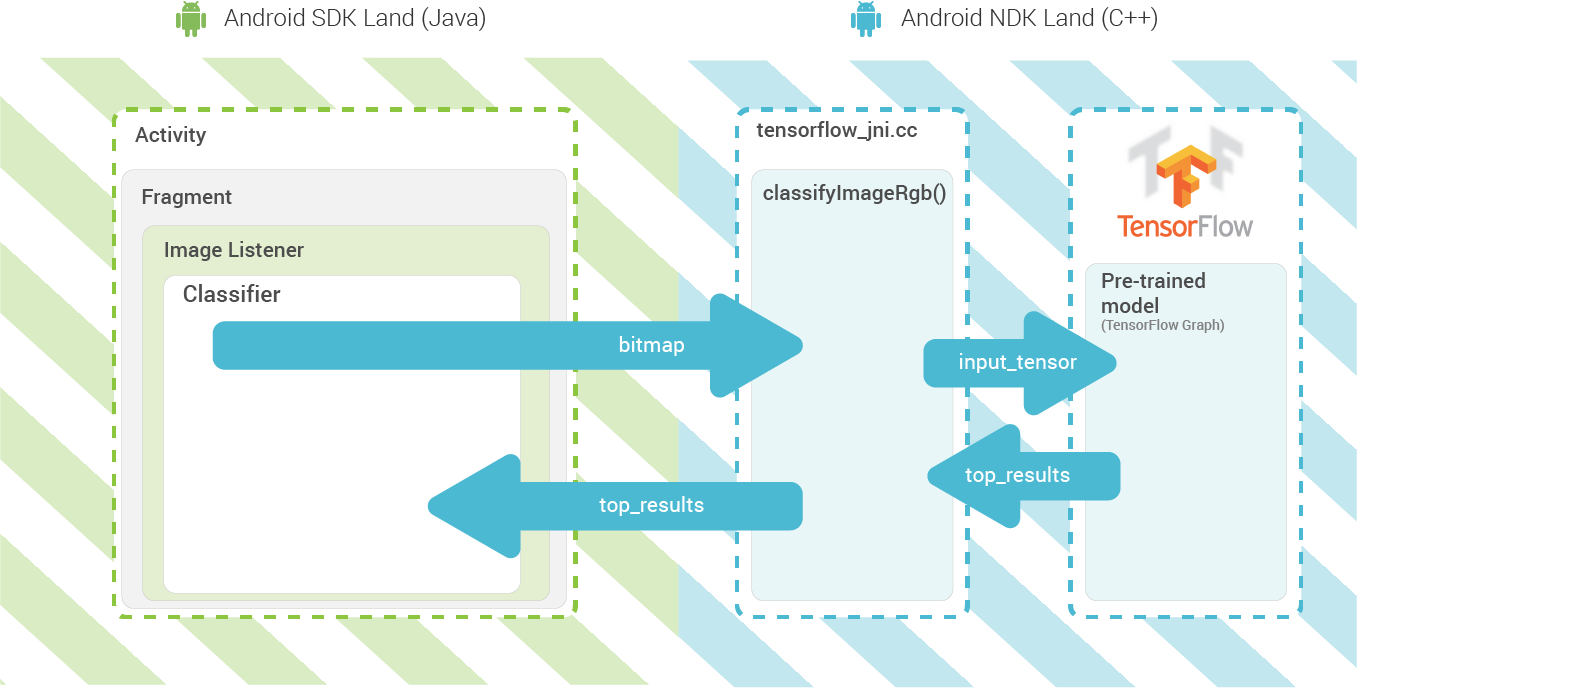 Android SDK Land (Java)
Android NDK Land (C++)
Activity
Fragment
Image Listener
Classifier
bitmap
top_results
tensorflow_jni.cc
classifyImageRgb()
input_tensor
top_results
TensorFlow
Pre-trained
model
(TensorFlow Graph)